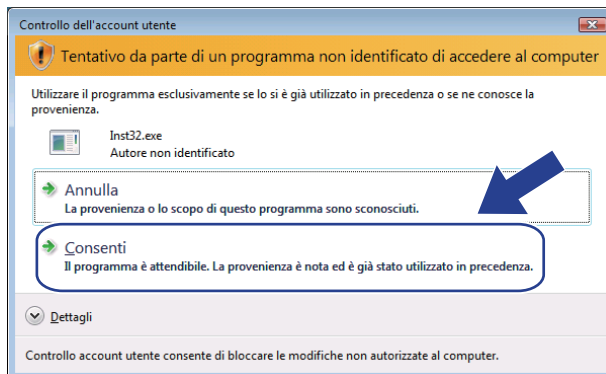 Controllo dell'account utente
Tentativo da parte di un programma non identificato di accedere al computer
Utilizzare il programma esclusivamente se lo si è già utilizzato in precedenza o se ne conosce la
provenienza.
Inst32.exe
Autore non identificato
Annulla
La provenienza o lo scopo di questo programma sono sconosciuti.
Consenti
Il programma è attendibile. La provenienza è nota ed è già stato utilizzato in precedenza.
Dettagli
Controllo account utente consente di bloccare le modifiche non autorizzate al computer.